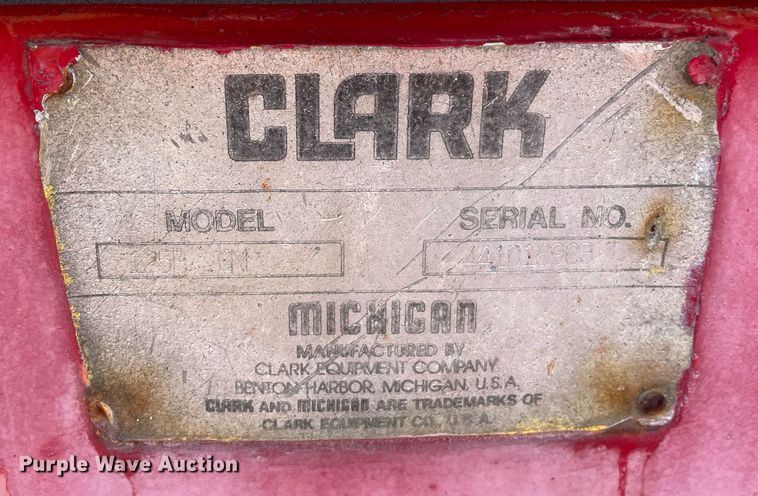 CLARK
MODEL SERIAL NO.
MICHIGAN
MANUFACTURED BY
CLARK EQUIPMENT COMPANY
BENTON HARBOR, MICHIGAN, U.S.A.
CLARK AND MICHIGAN ARE TRADEMARKS OF
CLARK EQUIPMENT CO., U.S.A.
Purple Wave Auction